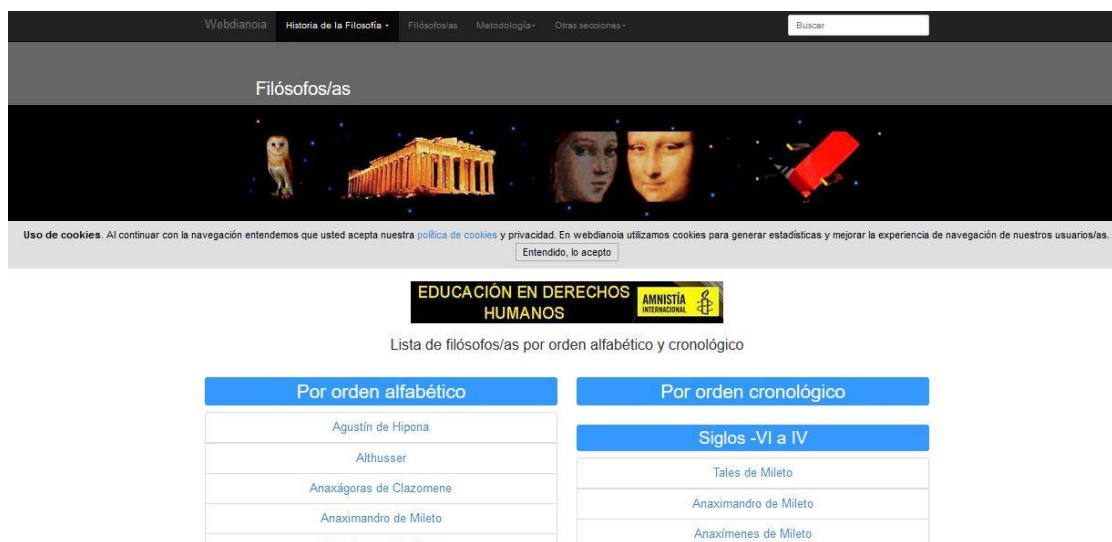 Webdianoia Historia de la Filosofía Filósofos/as Metodología Otras secciones Buscar
Filósofos/as
Uso de cookies. Al continuar con la navegación entendemos que usted acepta nuestra política de cookies y privacidad. En webdianoia utilizamos cookies para generar estadísticas y mejorar la experiencia de navegación de nuestros usuarios/as.
Entendido, lo acepto
EDUCACIÓN EN DERECHOS
HUMANOS
AMNISTÍA
INTERNACIONAL
Lista de filósofos/as por orden alfabético y cronológico
Por orden alfabético
Agustín de Hipona
Althusser
Anaxágoras de Clazomene
Anaximandro de Mileto
Por orden cronológico
Siglos -VI a IV
Tales de Mileto
Anaximandro de Mileto
Anaxímenes de Mileto